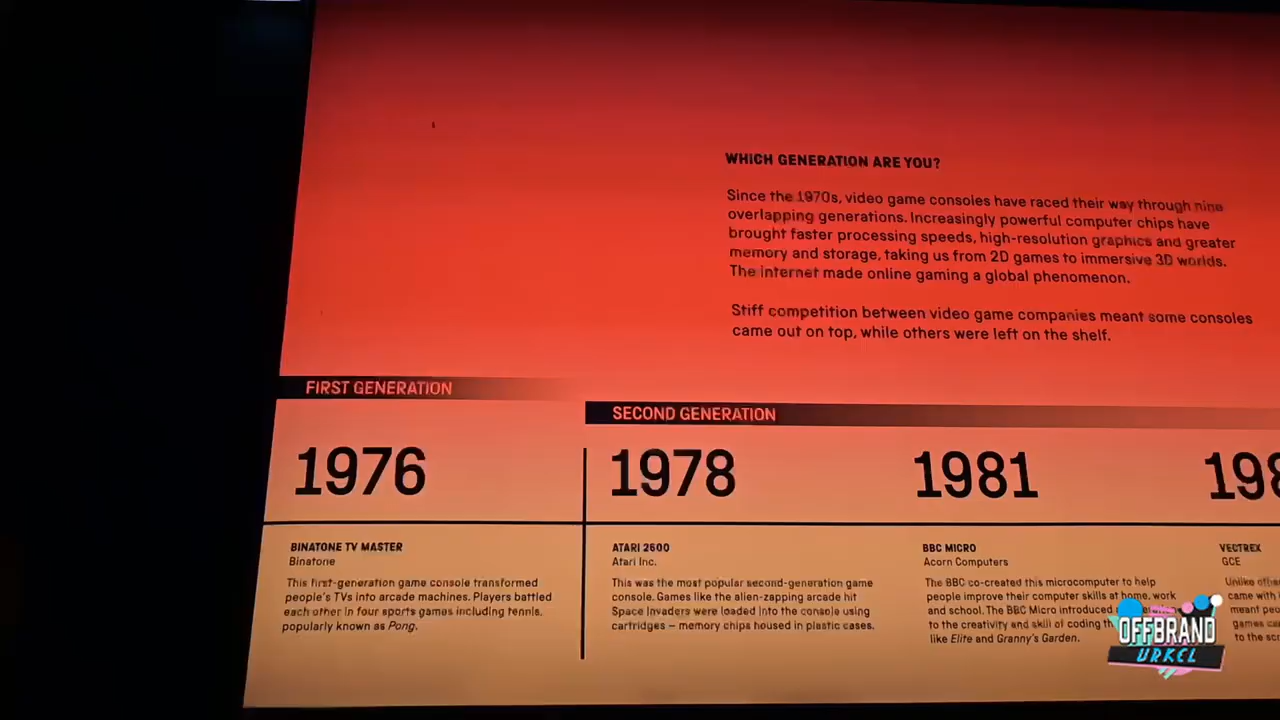 WHICH GENERATION ARE YOU?
Since the 1970s, video game consoles have raced their way through nine
overlapping generations. Increasingly powerful computer chips have
brought faster processing speeds, high-resolution graphics and greater
memory and storage, taking us from 2D games to immersive 3D worlds.
The internet made online gaming a global phenomenon.
Stiff competition between video game companies meant some consoles
came out on top, while others were left on the shelf.
FIRST GENERATION
SECOND GENERATION
1976
BINATONE TV MASTER
Binatone
This first-generation game console transformed
people's TVs into arcade machines. Players battled
each other in four sports games including tennis,
popularly known as Pong.
1978
ATARI 2600
Atari Inc.
This was the most popular second-generation game
console. Games like the alien-zapping arcade hit
Space Invaders were loaded into the console using
cartridges – memory chips housed in plastic cases.
1981
BBC MICRO
Acorn Computers
The BBC co-created this microcomputer to help
people improve their computer skills at home, work
and school. The BBC Micro introduced
to the creativity and skill of coding
like Elite and Granny's Garden.
198
VECTREX
GCE
Unlike
came with
meant
games
to the
OFFBRAND
URKEL